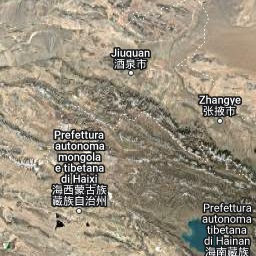 Jiuquan
酒泉市
Zhangye
张掖市
Prefettura
autonoma
mongola
e tibetana
di Haixi
海西蒙古族
藏族自治州
Prefettura
autonoma
tibetana
di Hainan
海南藏族